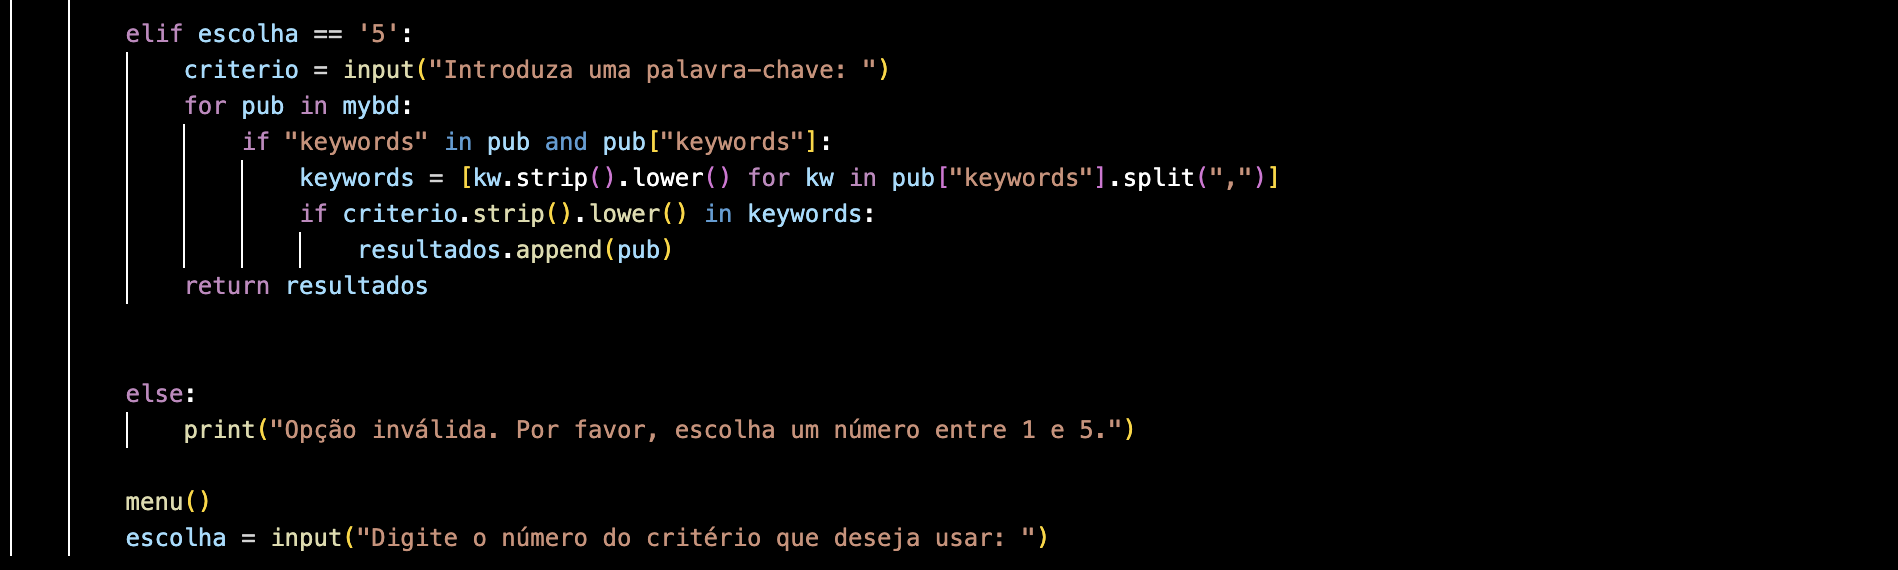 elif escolha == '5':
criterio = input("Introduza uma palavra-chave: ")
for pub in mybd:
if "keywords" in pub and pub["keywords"]:
keywords = [kw.strip().lower() for kw in pub["keywords"].split(",")]
if criterio.strip().lower() in keywords:
resultados.append(pub)
return resultados
else:
print("Opção inválida. Por favor, escolha um número entre 1 e 5.")
menu()
escolha = input("Digite o número do critério que deseja usar: ")